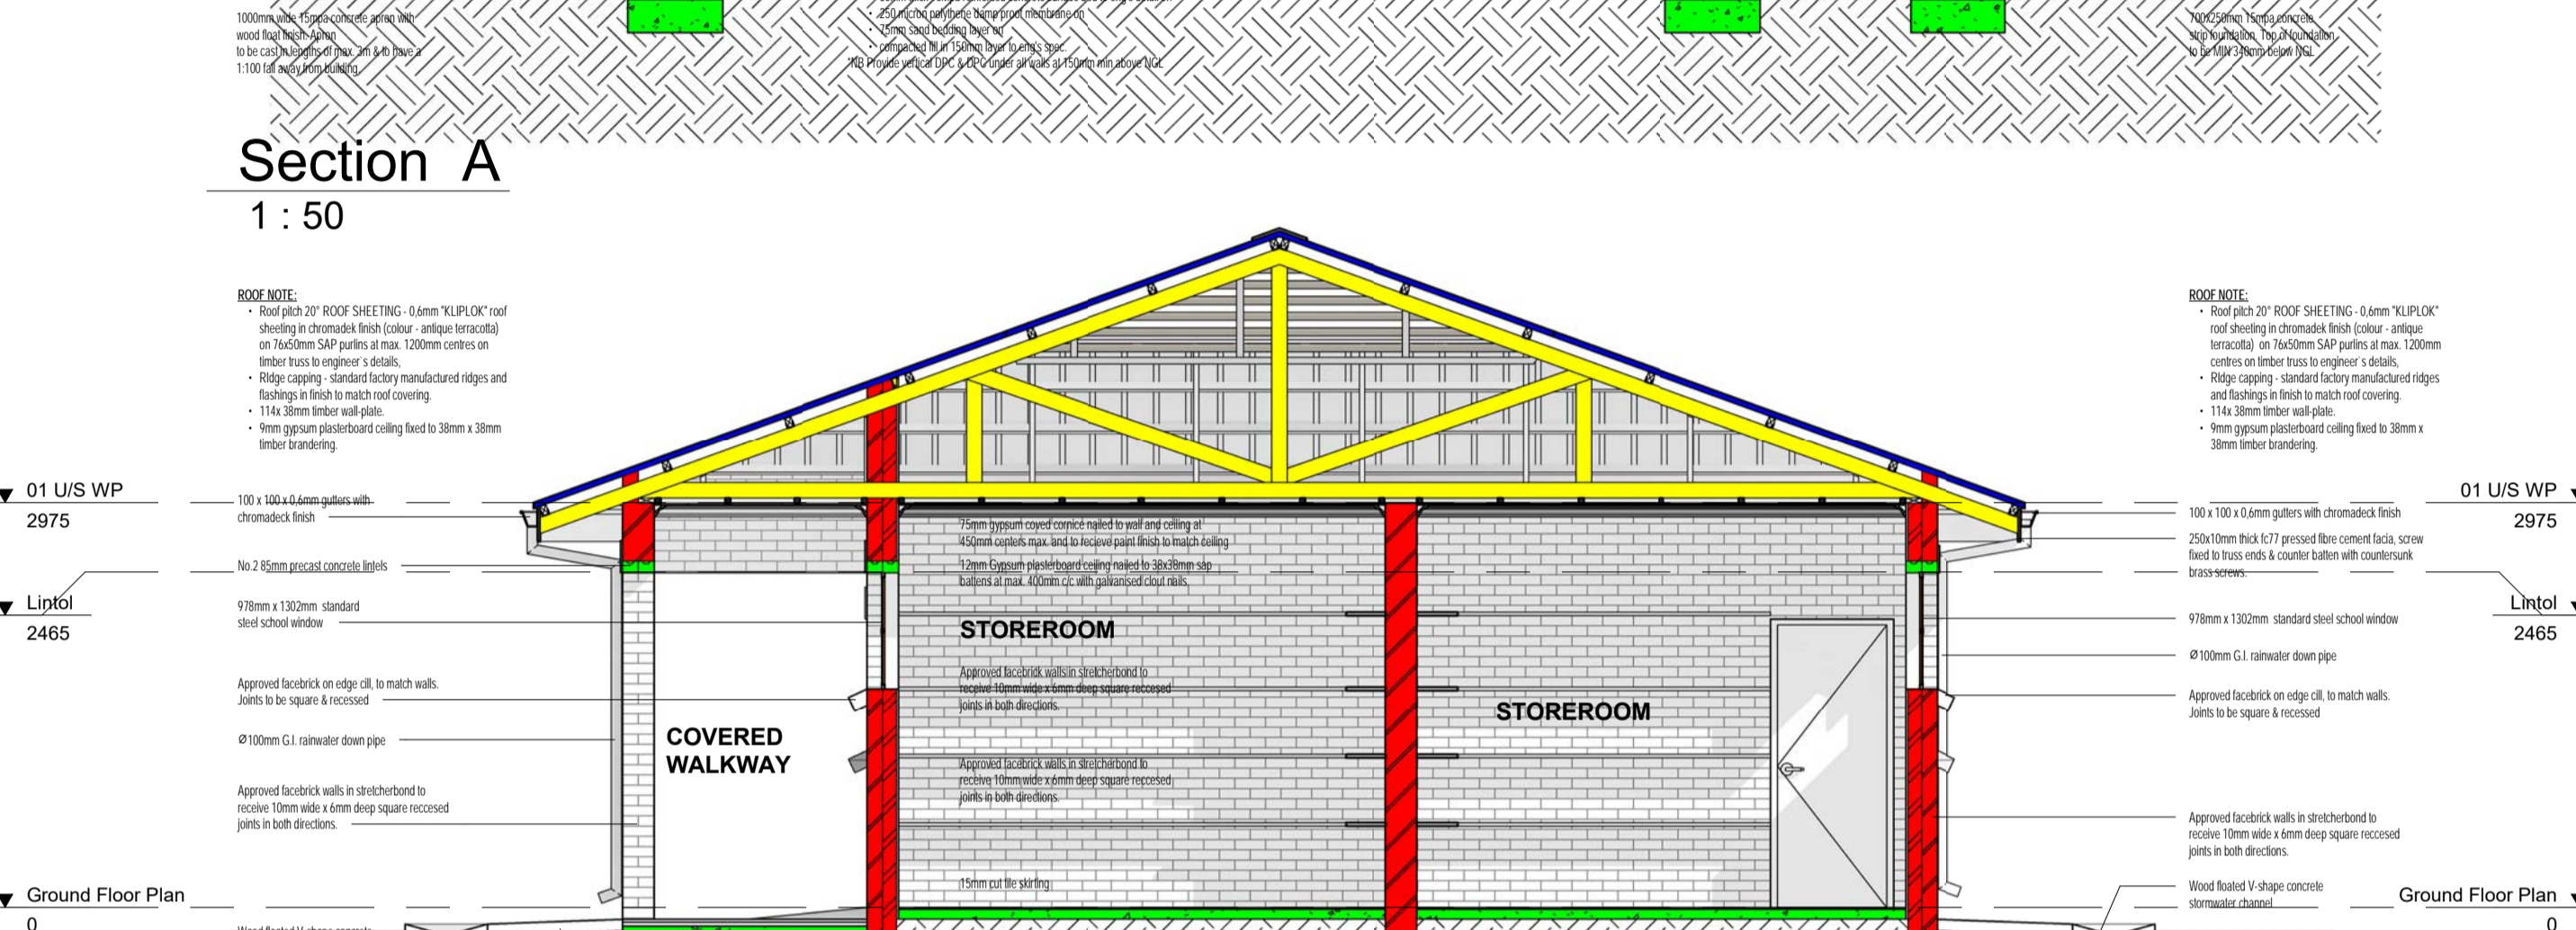 1000mm wide 15mpa concrete apron with
wood float finish. Apron
to be cast in lengths of max. 3m & to have a
1:100 fall away from building.
• 250 micron polythene damp proof membrane on
• 75mm sand bedding layer on
• compacted fill in 150mm layer to eng's spec.
*NB Provide vertical DPC & DPC under all walls at 150mm min above NGL
700x250mm 15mpa concrete
strip foundation. Top of foundation
to be MIN 340mm below NGL
Section A
1 : 50
ROOF NOTE:
• Roof pitch 20° ROOF SHEETING - 0,6mm "KLIPLOK" roof
sheeting in chromadek finish (colour - antique terracotta)
on 76x50mm SAP purlins at max. 1200mm centres on
timber truss to engineer`s details,
• RIdge capping - standard factory manufactured ridges and
flashings in finish to match roof covering.
• 114x 38mm timber wall-plate.
• 9mm gypsum plasterboard ceiling fixed to 38mm x 38mm
timber brandering.
01 U/S WP
2975
Lintol
2465
Ground Floor Plan
0
100 x 100 x 0,6mm gutters with
chromadeck finish
No.2 85mm precast concrete lintels
978mm x 1302mm standard
steel school window
Approved facebrick on edge cill, to match walls.
Joints to be square & recessed
Ø100mm G.I. rainwater down pipe
Approved facebrick walls in stretcherbond to
receive 10mm wide x 6mm deep square reccesed
joints in both directions.
Wood floated V-shape concrete
COVERED
WALKWAY
75mm gypsum coved cornice nailed to wall and ceiling at
450mm centers max. and to recieve paint finish to match ceiling
12mm Gypsum plasterboard ceiling nailed to 38x38mm sap
battens at max. 400mm c/c with galvanised clout nails.
STOREROOM
Approved facebrick walls in stretcherbond to
receive 10mm wide x 6mm deep square reccesed
joints in both directions.
Approved facebrick walls in stretcherbond to
receive 10mm wide x 6mm deep square reccesed
joints in both directions.
15mm cut tile skirting
STOREROOM
ROOF NOTE:
• Roof pitch 20° ROOF SHEETING - 0,6mm "KLIPLOK"
roof sheeting in chromadek finish (colour - antique
terracotta) on 76x50mm SAP purlins at max. 1200mm
centres on timber truss to engineer`s details,
• RIdge capping - standard factory manufactured ridges
and flashings in finish to match roof covering.
• 114x 38mm timber wall-plate.
• 9mm gypsum plasterboard ceiling fixed to 38mm x
38mm timber brandering.
100 x 100 x 0,6mm gutters with chromadeck finish
250x10mm thick fc77 pressed fibre cement facia, screw
fixed to truss ends & counter batten with countersunk
brass screws.
978mm x 1302mm standard steel school window
Ø100mm G.I. rainwater down pipe
Approved facebrick on edge cill, to match walls.
Joints to be square & recessed
Approved facebrick walls in stretcherbond to
receive 10mm wide x 6mm deep square reccesed
joints in both directions.
Wood floated V-shape concrete
stormwater channel
01 U/S WP
2975
Lintol
2465
Ground Floor Plan
0